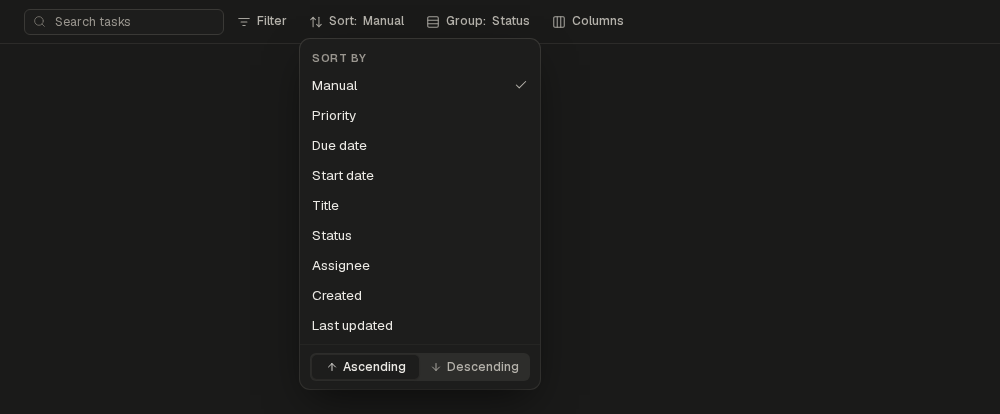 Search tasks Filter Sort: Manual Group: Status Columns
SORT BY
Manual
Priority
Due date
Start date
Title
Status
Assignee
Created
Last updated
Ascending Descending